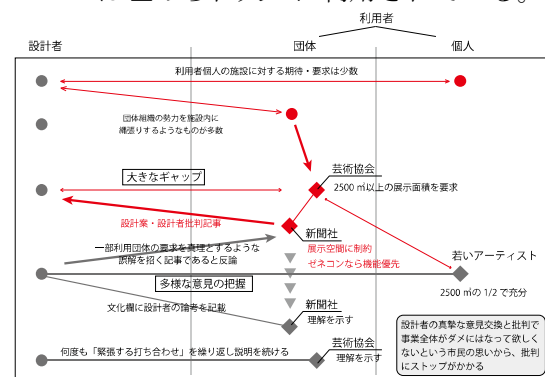 利用者
設計者
団体
個人
利用者個人の施設に対する期待・要求は少数
団体組織の勢力を施設内に
縄張りするようなものが多数
芸術協会
大きなギャップ
2500 ㎡以上の展示面積を要求
設計案・設計者批判記事
新聞社
展示空間に制約
ゼネコンなら機能優先
一部利用団体の要求を真理とするような
誤解を招く記事であると反論
若いアーティスト
多様な意見の把握
2500 ㎡の 1/2 で充分
文化欄に設計者の論考を記載
新聞社
理解を示す
設計者の真摯な意見交換と批判で
事業全体がダメにはなって欲しく
ないという市民の思いから、批判
にストップがかかる
何度も「緊張する打ち合わせ」を繰り返し説明を続ける
芸術協会
理解を示す